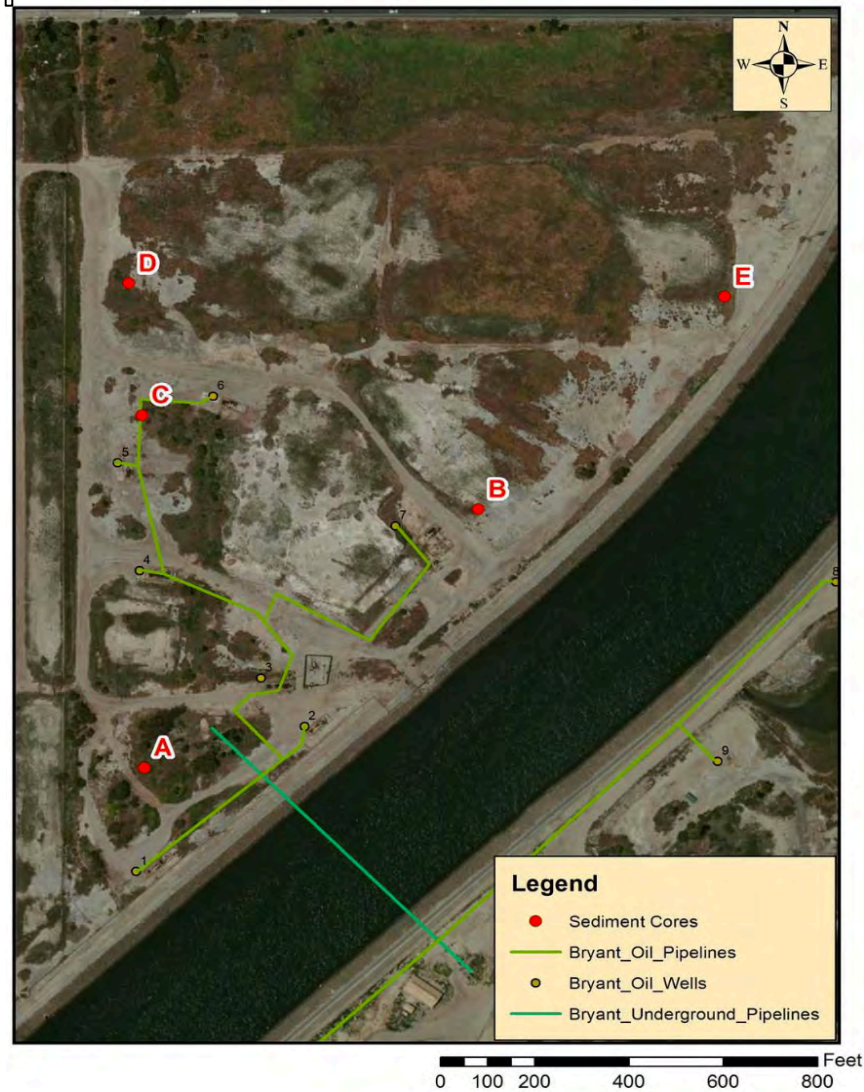 N
W E
S
D
E
C
6
5
B
7
4
8
3
2
A
9
1
Legend
Sediment Cores
Bryant_Oil_Pipelines
Bryant_Oil_Wells
Bryant_Underground_Pipelines
Feet
0 100 200 400 600 800